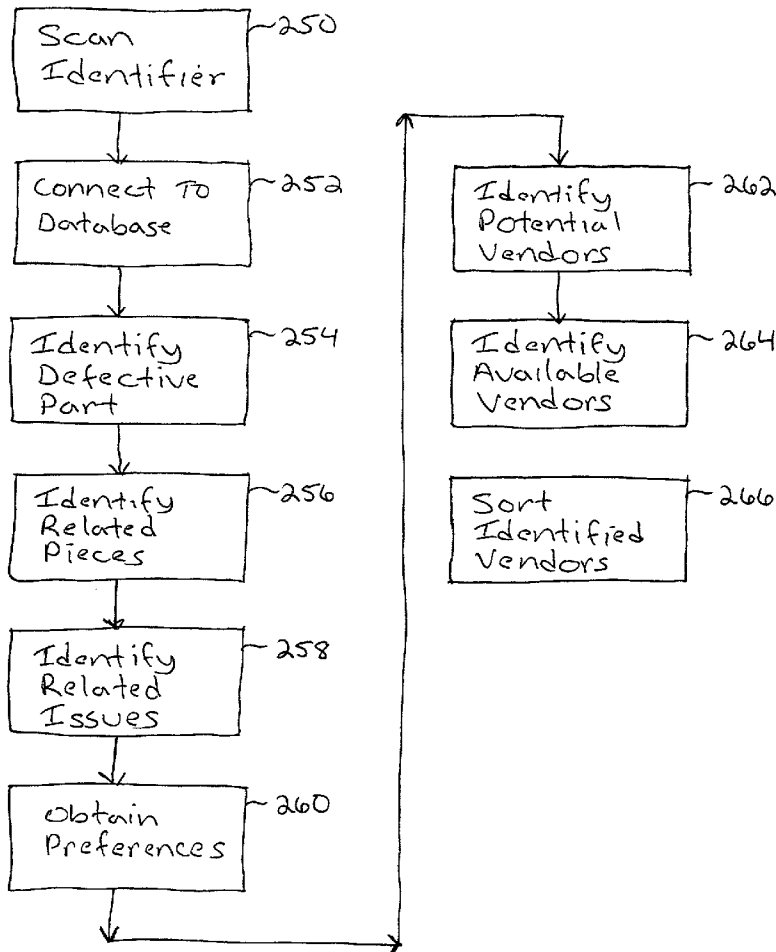 Scan
Identifier
250
Connect To
Database
252
Identify
Defective
Part
254
Identify
Related
Pieces
256
Identify
Related
Issues
258
Obtain
Preferences
260
Identify
Potential
Vendors
262
Identify
Available
Vendors
264
Sort
Identified
Vendors
266